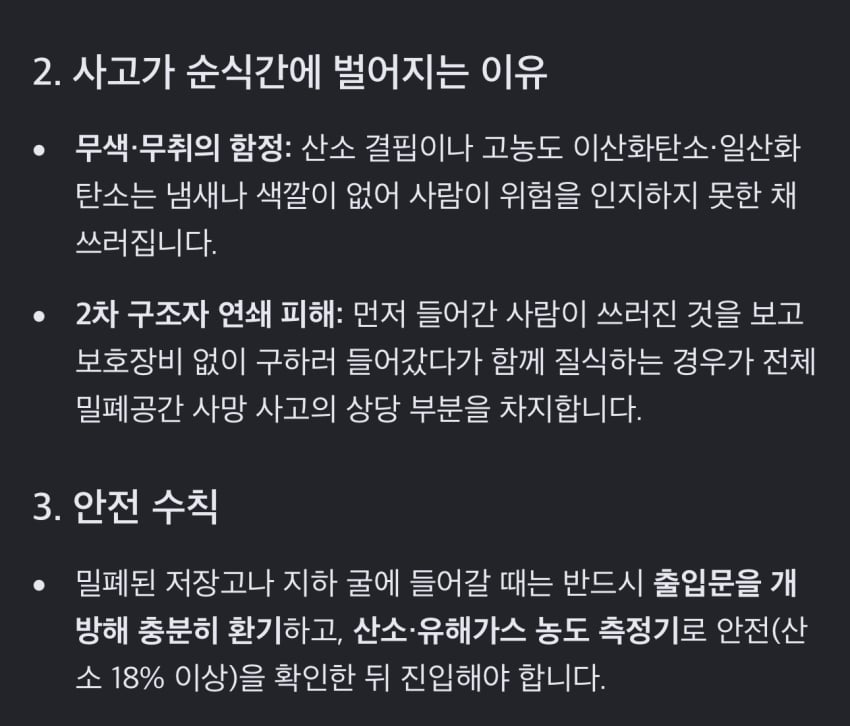 2. 사고가 순식간에 벌어지는 이유
• 무색·무취의 함정: 산소 결핍이나 고농도 이산화탄소·일산화
탄소는 냄새나 색깔이 없어 사람이 위험을 인지하지 못한 채
쓰러집니다.
• 2차 구조자 연쇄 피해: 먼저 들어간 사람이 쓰러진 것을 보고
보호장비 없이 구하러 들어갔다가 함께 질식하는 경우가 전체
밀폐공간 사망 사고의 상당 부분을 차지합니다.
3. 안전 수칙
• 밀폐된 저장고나 지하 굴에 들어갈 때는 반드시 출입문을 개
방해 충분히 환기하고, 산소·유해가스 농도 측정기로 안전(산
소 18% 이상)을 확인한 뒤 진입해야 합니다.